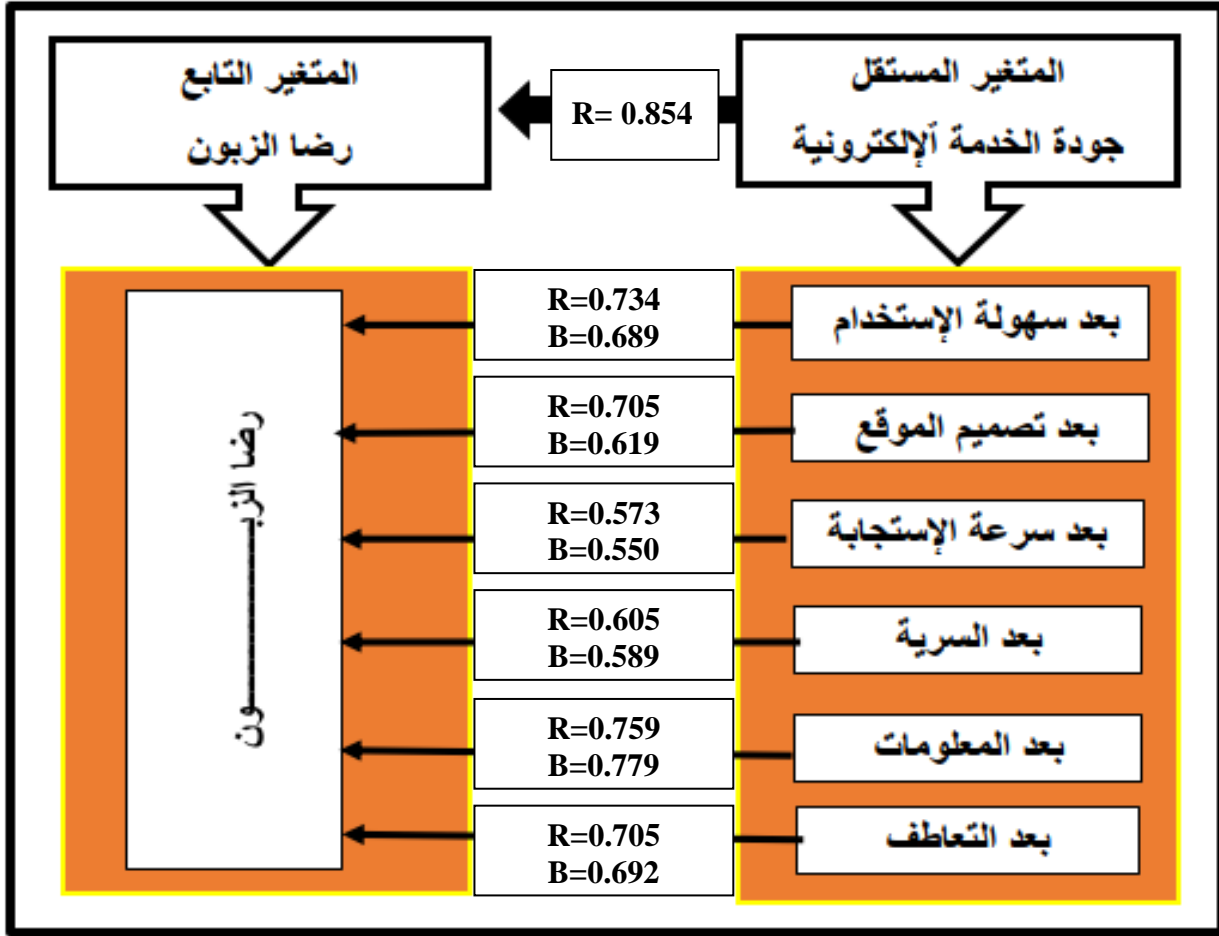 المتغير المستقل
جودة الخدمة آلإلكترونية
R= 0.854
المتغير التابع
رضا الزبون
بعد سهولة الإستخدام
R=0.734
B=0.689
بعد تصميم الموقع
R=0.705
B=0.619
بعد سرعة الإستجابة
R=0.573
B=0.550
بعد السرية
R=0.605
B=0.589
بعد المعلومات
R=0.759
B=0.779
بعد التعاطف
R=0.705
B=0.692
رضا الزبــــــــــــون